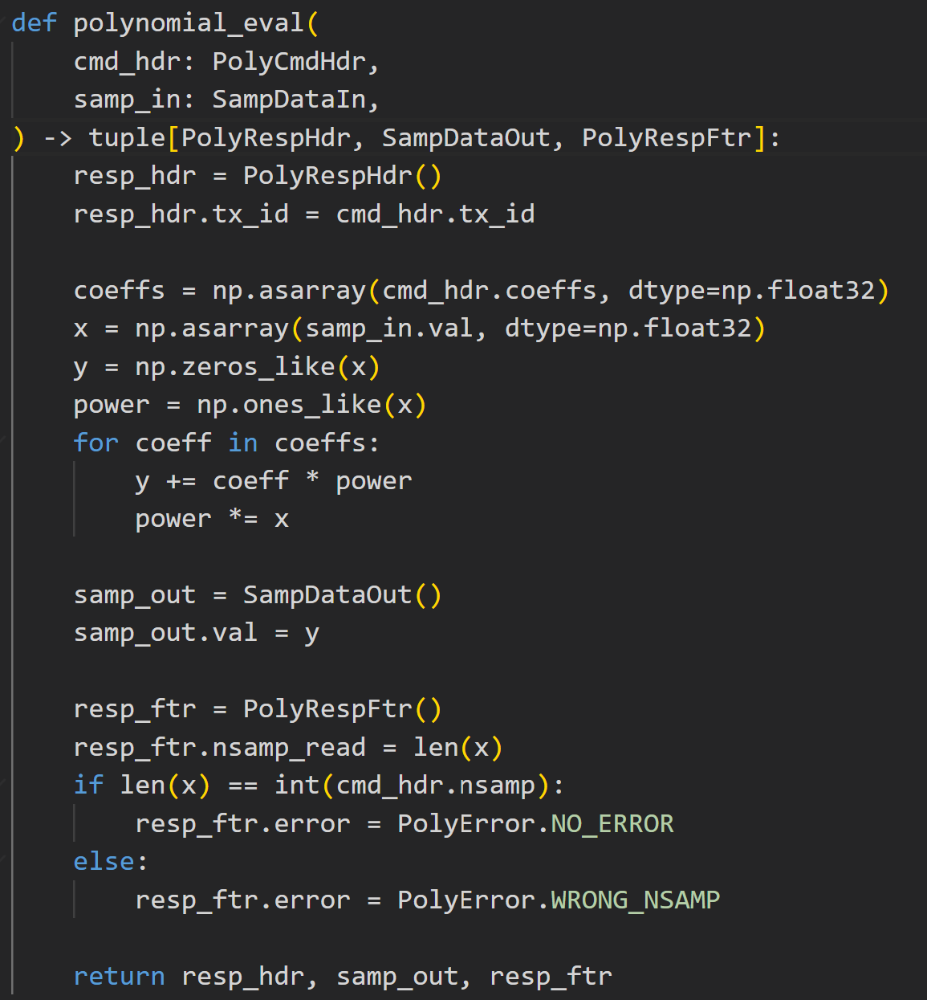 def polynomial_eval(
    cmd_hdr: PolyCmdHdr,
    samp_in: SampDataIn,
) -> tuple[PolyRespHdr, SampDataOut, PolyRespFtr]:
    resp_hdr = PolyRespHdr()
    resp_hdr.tx_id = cmd_hdr.tx_id

    coeffs = np.asarray(cmd_hdr.coeffs, dtype=np.float32)
    x = np.asarray(samp_in.val, dtype=np.float32)
    y = np.zeros_like(x)
    power = np.ones_like(x)
    for coeff in coeffs:
        y += coeff * power
        power *= x

    samp_out = SampDataOut()
    samp_out.val = y

    resp_ftr = PolyRespFtr()
    resp_ftr.nsamp_read = len(x)
    if len(x) == int(cmd_hdr.nsamp):
        resp_ftr.error = PolyError.NO_ERROR
    else:
        resp_ftr.error = PolyError.WRONG_NSAMP

    return resp_hdr, samp_out, resp_ftr